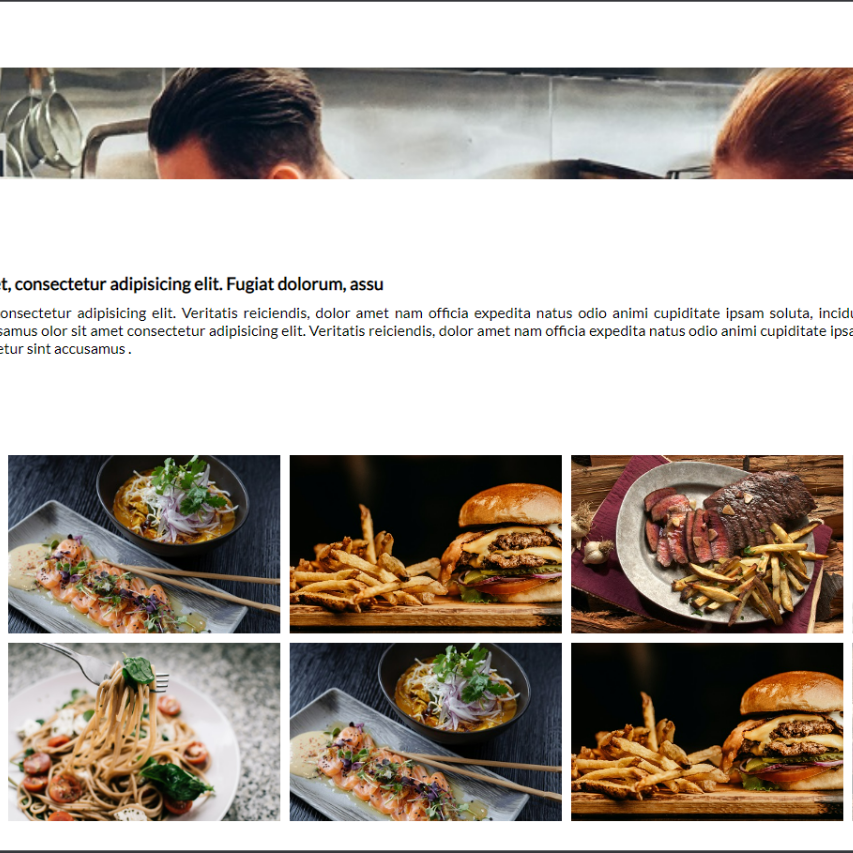 consectetur adipisicing elit. Fugiat dolorum, assu
onsectetur adipisicing elit. Veritatis reiciendis, dolor amet nam officia expedita natus odio animi cupiditate ipsam soluta, incidu
samus olor sit amet consectetur adipisicing elit. Veritatis reiciendis, dolor amet nam officia expedita natus odio animi cupiditate ipsa
etur sint accusamus .